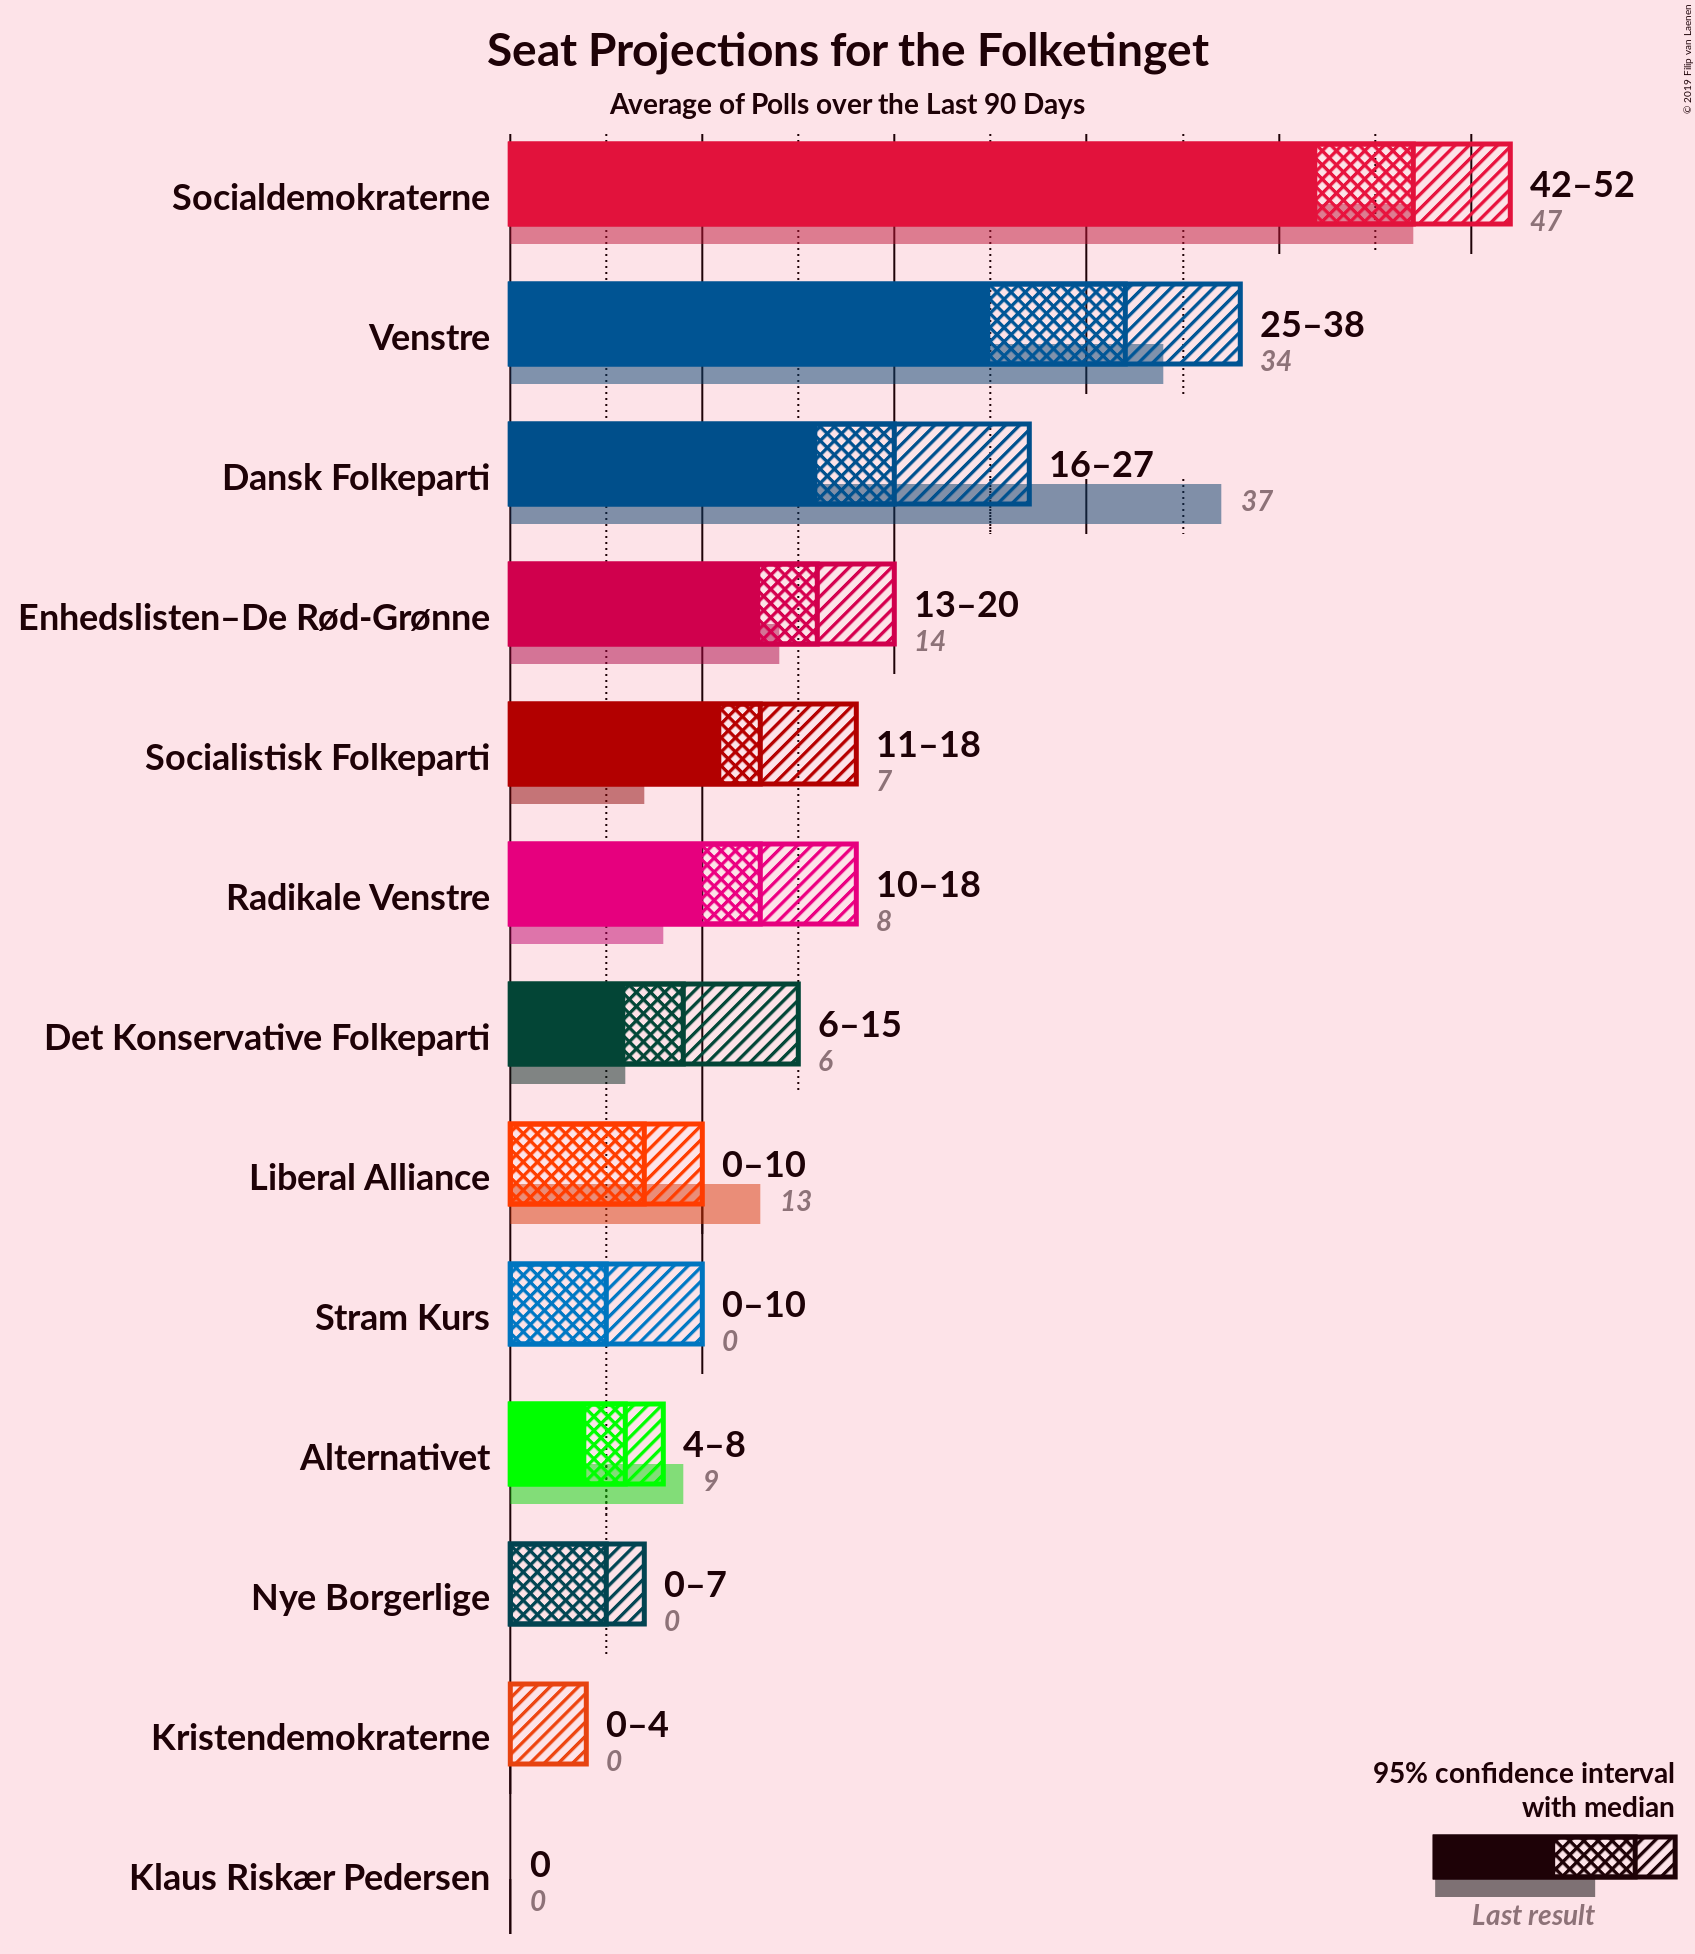 Seat Projections for the Folketinget
Average of Polls over the Last 90 Days
© 2019 Filip van Laenen
Socialdemokraterne
42–52
47
Venstre
25–38
34
Dansk Folkeparti
16–27
37
Enhedslisten–De Rød-Grønne
13–20
14
Socialistisk Folkeparti
11–18
7
Radikale Venstre
10–18
8
Det Konservative Folkeparti
6–15
6
Liberal Alliance
0–10
13
Stram Kurs
0–10
0
Alternativet
4–8
9
Nye Borgerlige
0–7
0
Kristendemokraterne
0–4
0
Klaus Riskær Pedersen
0
0
95% confidence interval
with median
Last result